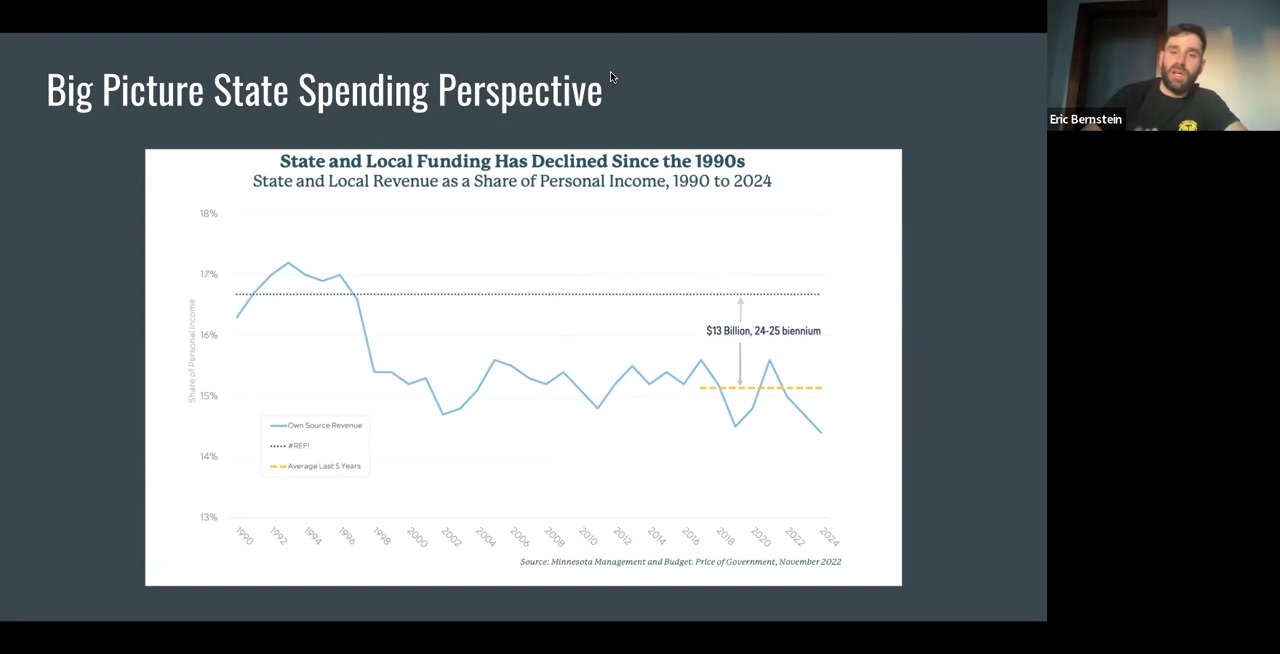 Big Picture State Spending Perspective
Eric Bernstein
State and Local Funding Has Declined Since the 1990s
State and Local Revenue as a Share of Personal Income, 1990 to 2024
18%
17%
16%
15%
14%
13%
Share of Personal Income
$13 Billion, 24-25 biennium
Own Source Revenue
#REF!
Average Last 5 Years
1990 1992 1994 1996 1998 2000 2002 2004 2006 2008 2010 2012 2014 2016 2018 2020 2022 2024
Source: Minnesota Management and Budget. Price of Government, November 2022